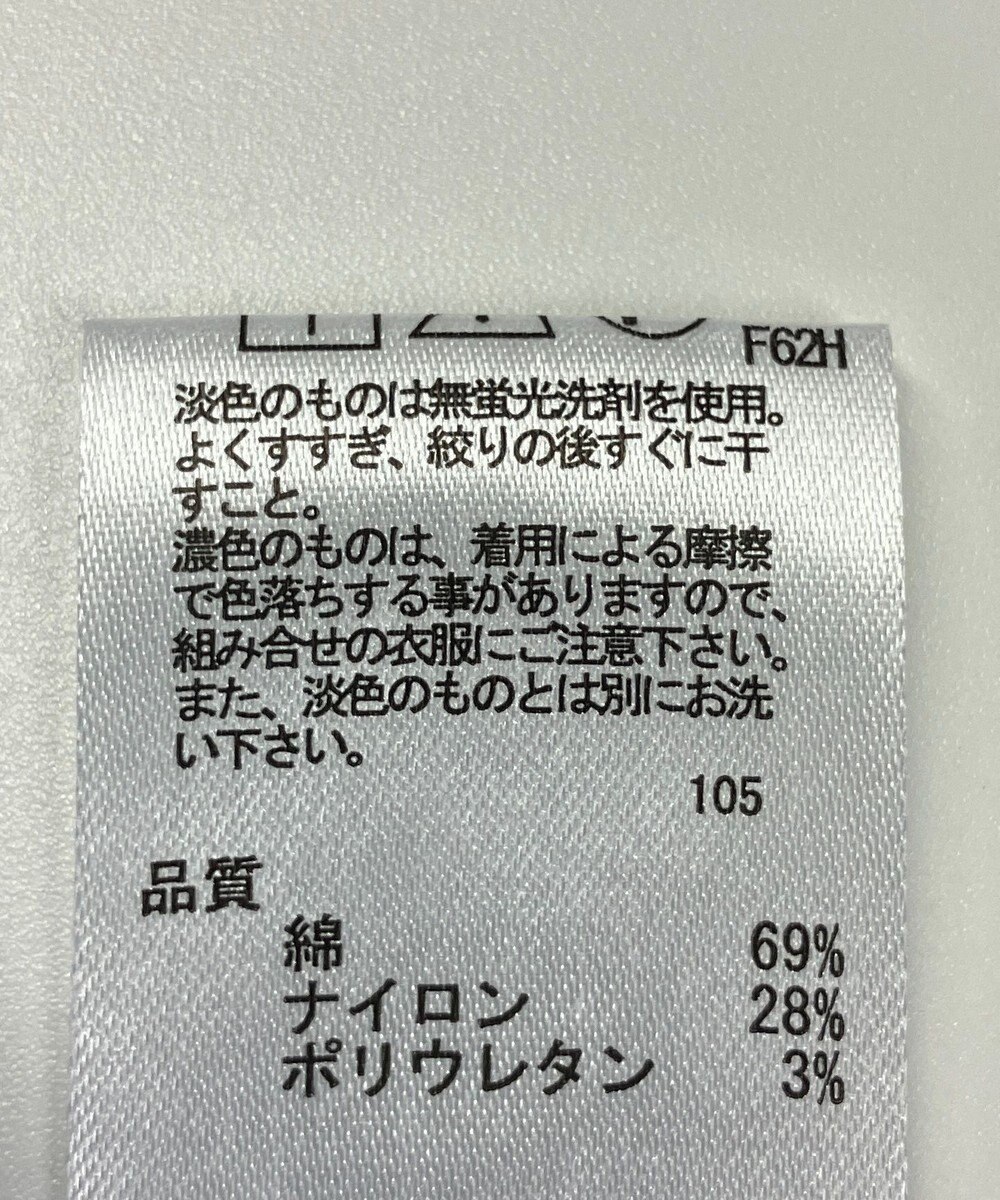 F62H
淡色のものは無蛍光洗剤を使用。
よくすすぎ、絞りの後すぐに干
すこと。
濃色のものは、着用による摩擦
で色落ちする事がありますので、
組み合せの衣服にご注意下さい。
また、淡色のものとは別にお洗
い下さい。
105
品質
綿 69%
ナイロン 28%
ポリウレタン 3%